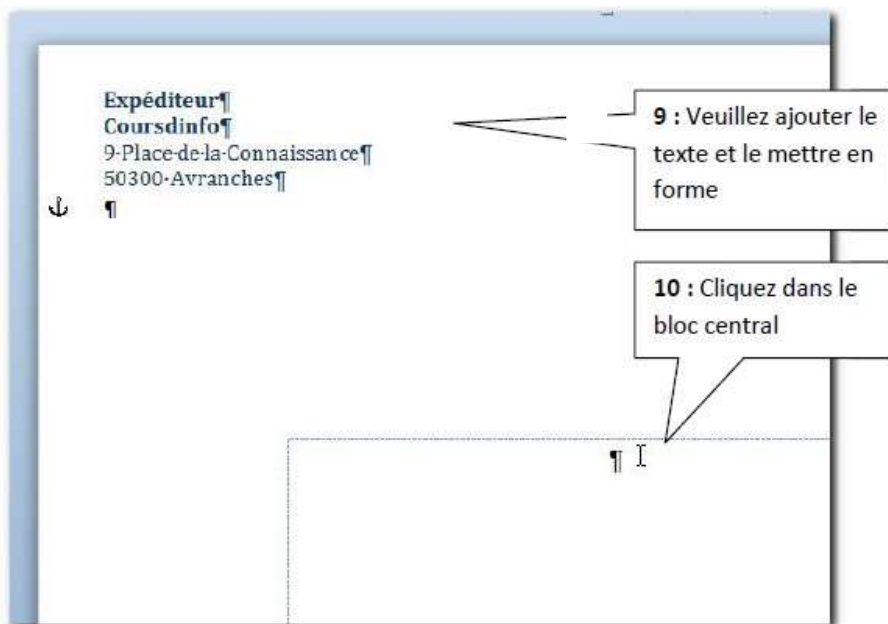 Expéditeur¶
Coursdinfo¶
9·Place·de·la·Connaissance¶
50300·Avranches¶
¶
9 : Veuillez ajouter le
texte et le mettre en
forme
10 : Cliquez dans le
bloc central
¶